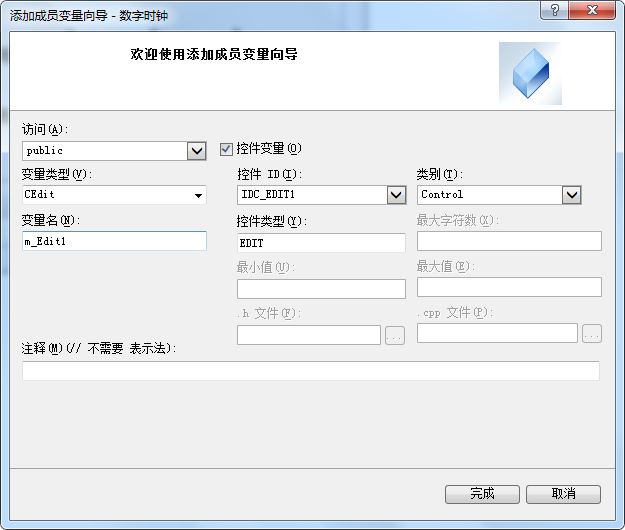 添加成员变量向导 - 数字时钟
欢迎使用添加成员变量向导
访问(A):
public
控件变量(O)
变量类型(V):
控件 ID(I):
类别(T):
CEdit
IDC_EDIT1
Control
变量名(N):
控件类型(Y):
最大字符数(X):
m_Edit1
EDIT
最小值(U):
最大值(E):
.h 文件(F):
.cpp 文件(P):
...
...
注释(M)(// 不需要 表示法):
完成
取消